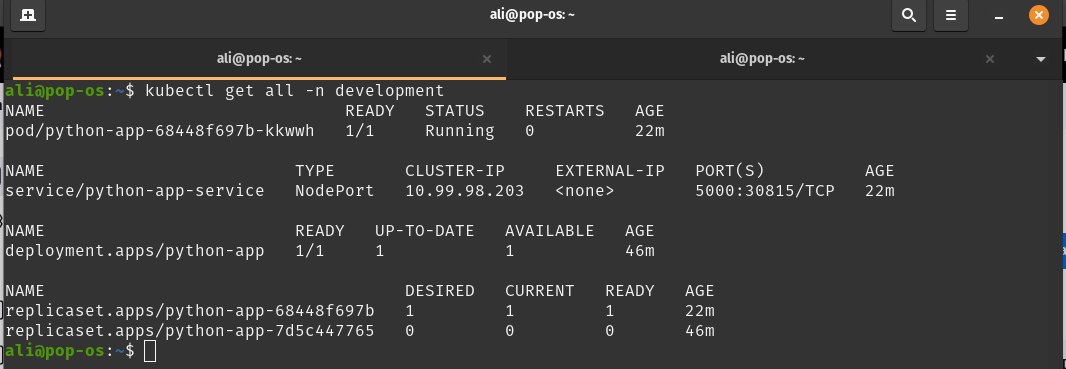 ali@pop-os: ~
ali@pop-os: ~ × ali@pop-os: ~ ×
ali@pop-os:~$ kubectl get all -n development
NAME                              READY   STATUS    RESTARTS   AGE
pod/python-app-68448f697b-kkwwh   1/1     Running   0          22m

NAME                         TYPE       CLUSTER-IP     EXTERNAL-IP   PORT(S)          AGE
service/python-app-service   NodePort   10.99.98.203   <none>        5000:30815/TCP   22m

NAME                         READY   UP-TO-DATE   AVAILABLE   AGE
deployment.apps/python-app   1/1     1            1           46m

NAME                                    DESIRED   CURRENT   READY   AGE
replicaset.apps/python-app-68448f697b   1         1         1       22m
replicaset.apps/python-app-7d5c447765   0         0         0       46m
ali@pop-os:~$